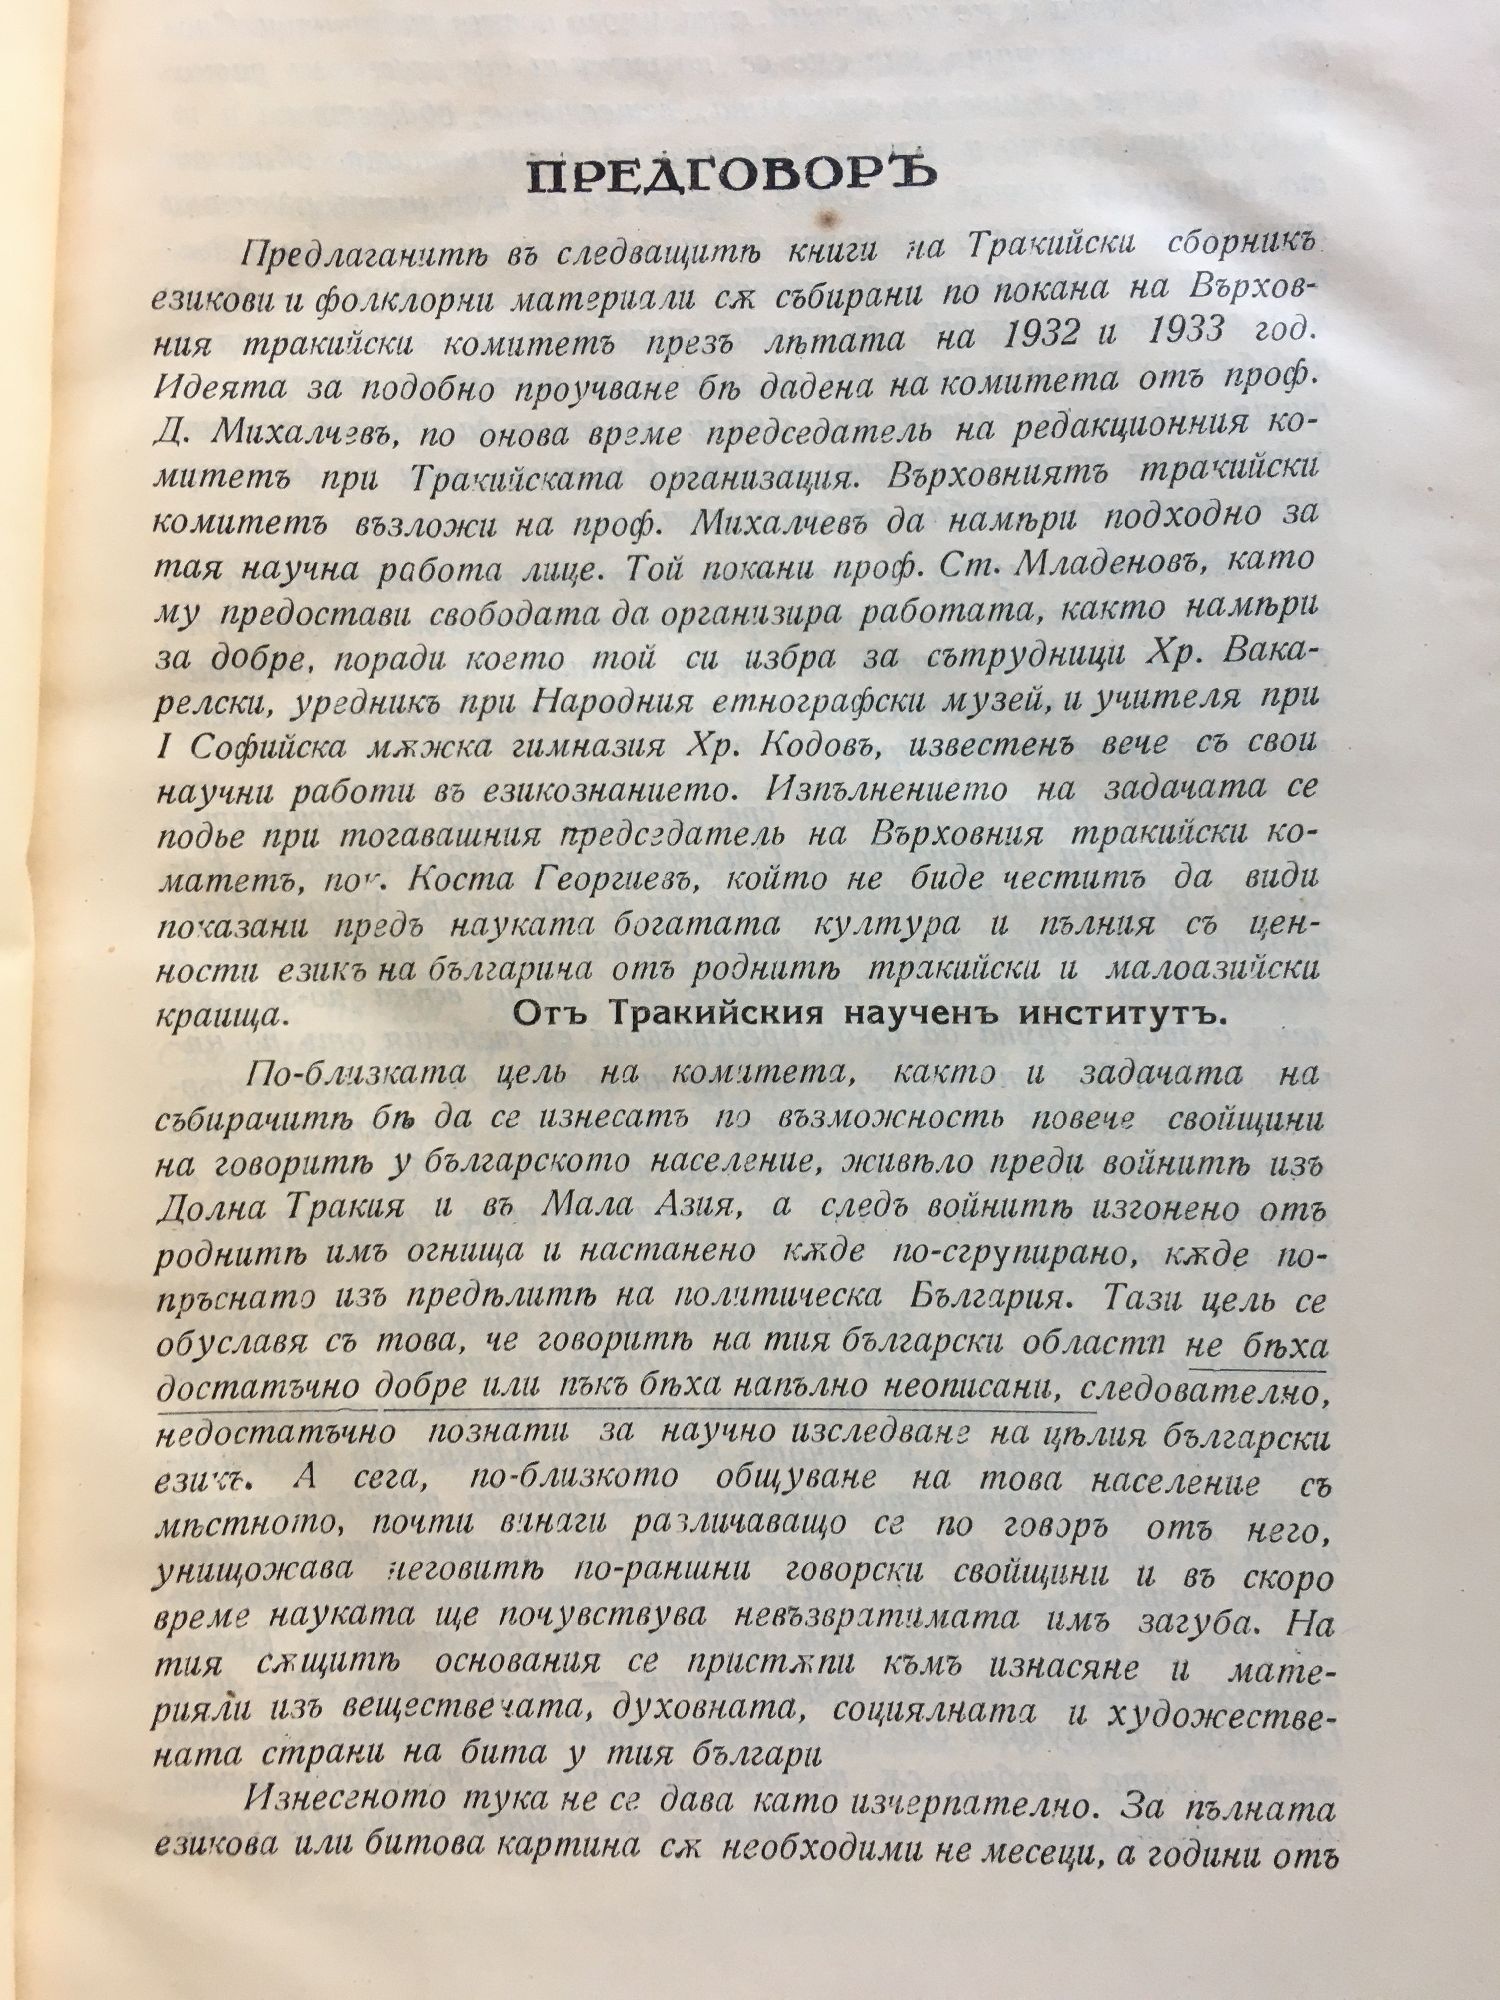 ПРЕДГОВОРЪ
Предлаганитѣ въ следващитѣ книги на Тракийски сборникъ
езикови и фолклорни материали сѫ събирани по покана на Върхов-
ния тракийски комитетъ презъ лѣтата на 1932 и 1933 год.
Идеята за подобно проучване бѣ дадена на комитета отъ проф.
Д. Михалчевъ, по онова време председатель на редакционния ко-
митетъ при Тракийската организация. Върховниятъ тракийски
комитетъ възложи на проф. Михалчевъ да намѣри подходно за
тая научна работа лице. Той покани проф. Ст. Младеновъ, като
му предостави свободата да организира работата, както намѣри
за добре, поради което той си избра за сътрудници Хр. Вака-
релски, уредникъ при Народния етнографски музей, и учителя при
I Софийска мѫжка гимназия Хр. Кодовъ, известенъ вече съ свои
научни работи въ езикознанието. Изпълнението на задачата се
подье при тогавашния председатель на Върховния тракийски ко-
матетъ, пок. Коста Георгиевъ, който не биде честитъ да види
показани предъ науката богатата култура и пълния съ цен-
ности езикъ на българина отъ роднитѣ тракийски и малоазийски
краища. Отъ Тракийския наученъ институтъ.
По-близката цель на комитета, както и задачата на
събирачитѣ бѣ да се изнесатъ по възможность повече свойщини
на говоритѣ у българското население, живѣло преди войнитѣ изъ
Долна Тракия и въ Мала Азия, а следъ войнитѣ изгонено отъ
роднитѣ имъ огнища и настанено кѫде по-сгрупирано, кѫде по-
пръснато изъ предѣлитѣ на политическа България. Тази цель се
обуславя съ това, че говоритѣ на тия български области не бѣха
достатъчно добре или пъкъ бѣха напълно неописани, следователно,
недостатъчно познати за научно изследване на цѣлия български
езикъ. А сега, по-близкото общуване на това население съ
мѣстното, почти винаги различаващо се по говоръ отъ него,
унищожава неговитѣ по-раншни говорски свойщини и въ скоро
време науката ще почувствува невъзвратимата имъ загуба. На
тия сѫщитѣ основания се пристѫпи къмъ изнасяне и мате-
рияли изъ веществената, духовната, социялната и художестве-
ната страни на бита у тия българи
Изнесеното тука не се дава като изчерпателно. За пълната
езикова или битова картина сѫ необходими не месеци, а години отъ